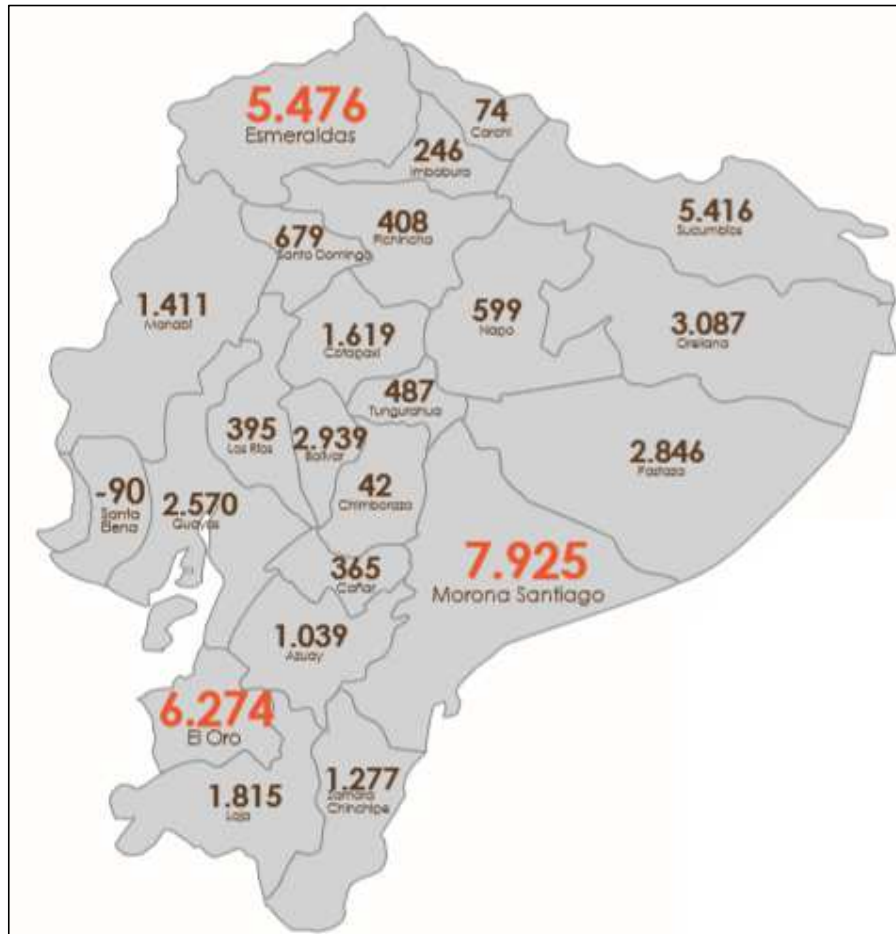 5.476
Esmeraldas
74
Carchi
246
Imbabura
5.416
Sucumbíos
408
Pichincha
679
Santo Domingo
1.411
Manabí
599
Napo
3.087
Orellana
1.619
Cotopaxi
487
Tungurahua
395
Los Ríos
2.939
Bolívar
2.846
Pastaza
-90
Santa
Elena
2.570
Guayas
42
Chimborazo
7.925
Morona Santiago
365
Cañar
1.039
Azuay
6.274
El Oro
1.277
Zamora
Chinchipe
1.815
Loja